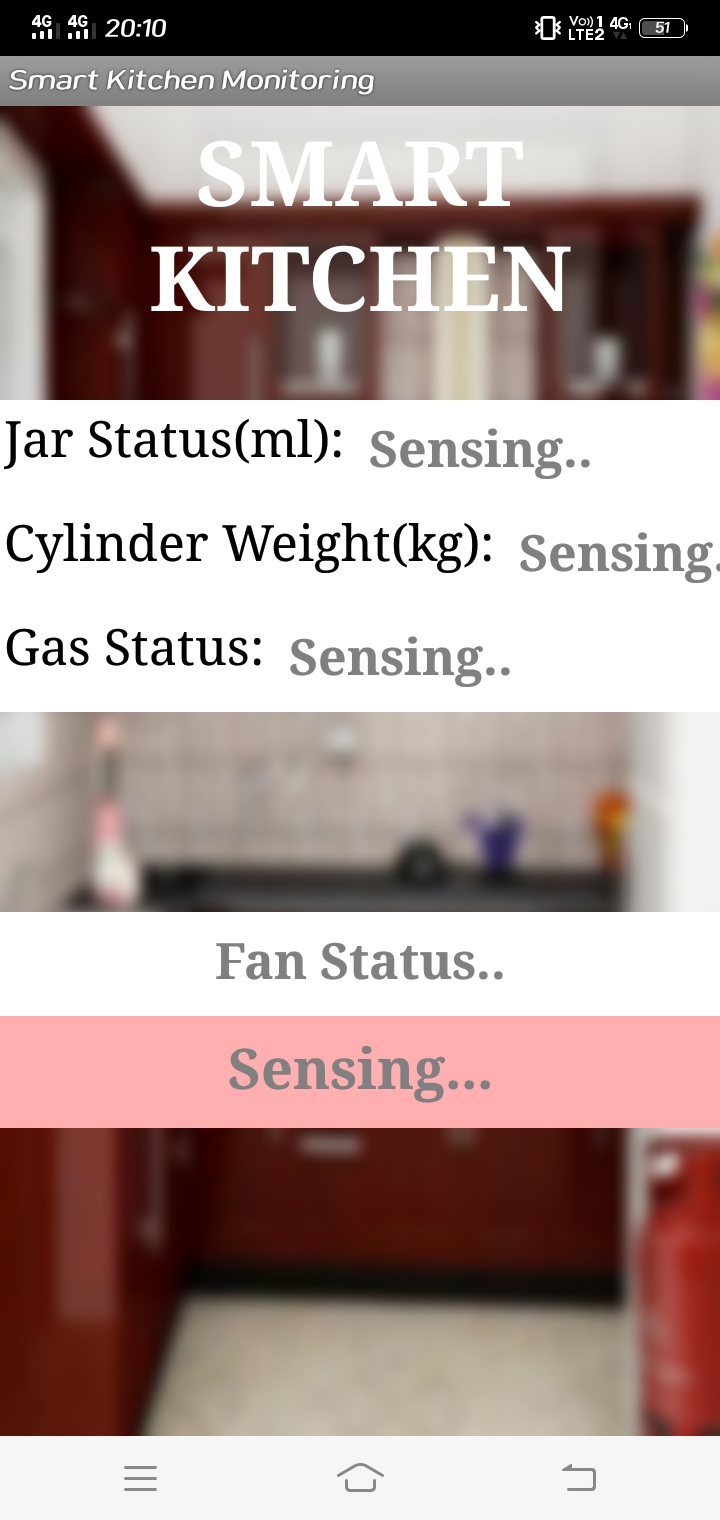 4G 4G 20:10 Vo)) 1 LTE2 4G 51
Smart Kitchen Monitoring
SMART
KITCHEN
Jar Status(ml): Sensing..
Cylinder Weight(kg): Sensing.
Gas Status: Sensing..
Fan Status..
Sensing...